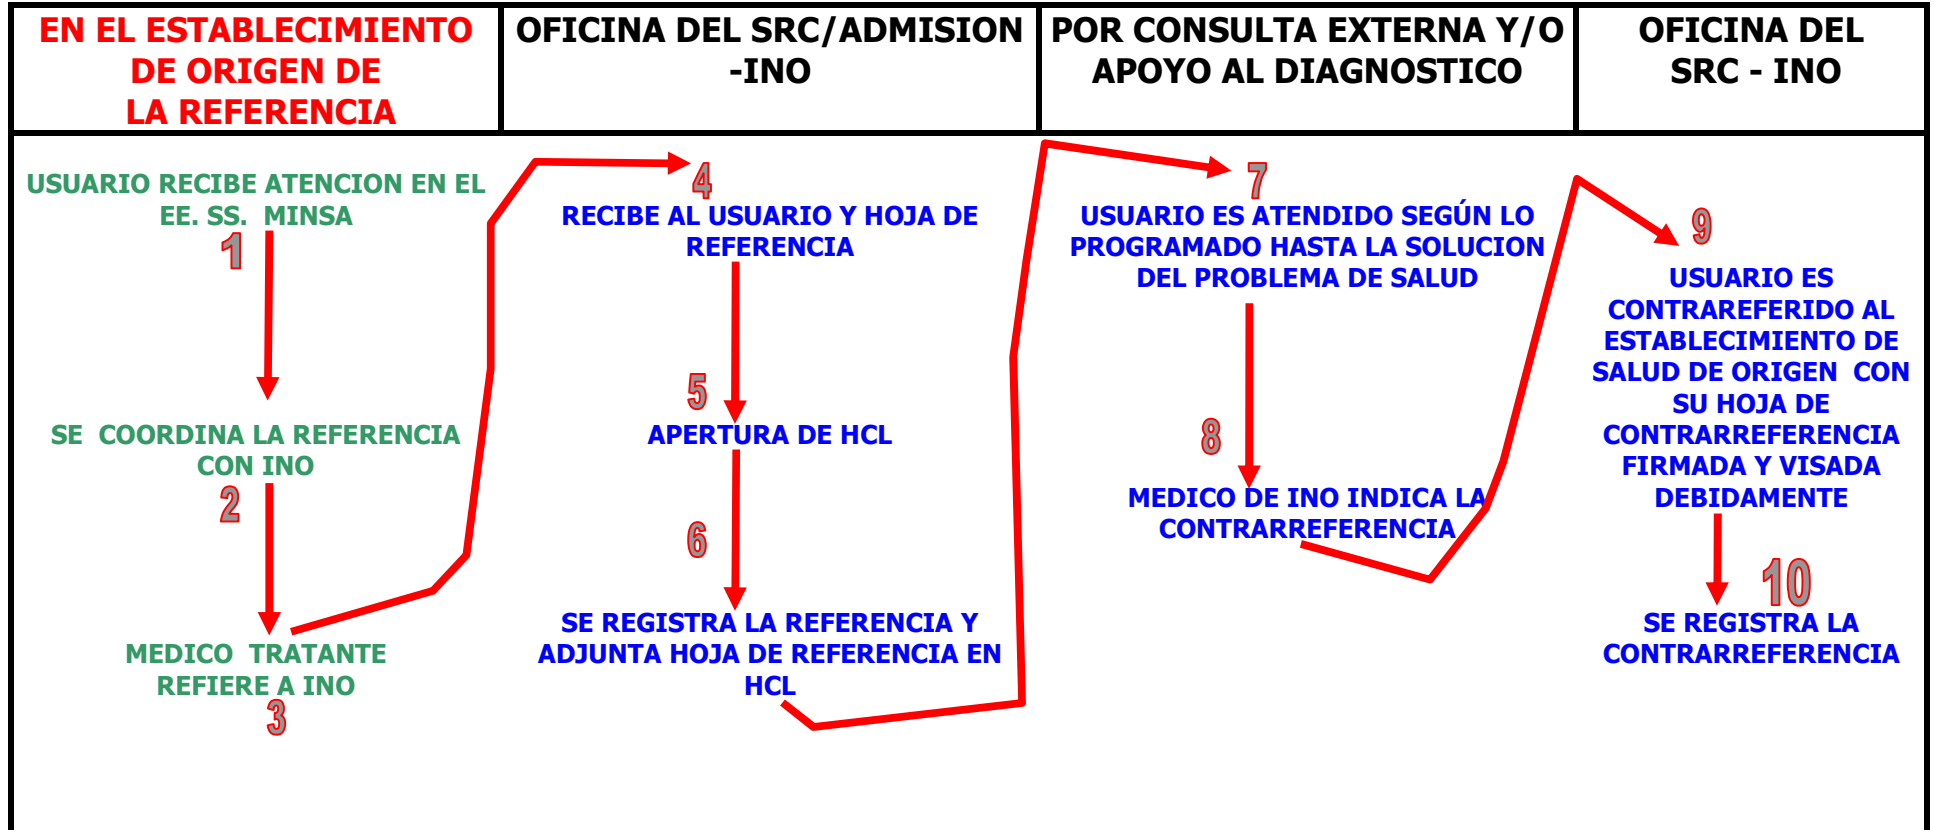 EN EL ESTABLECIMIENTO
DE ORIGEN DE
LA REFERENCIA
OFICINA DEL SRC/ADMISION
-INO
POR CONSULTA EXTERNA Y/O
APOYO AL DIAGNOSTICO
OFICINA DEL
SRC - INO
USUARIO RECIBE ATENCION EN EL
EE. SS. MINSA
1
SE COORDINA LA REFERENCIA
CON INO
2
MEDICO TRATANTE
REFIERE A INO
3
4
RECIBE AL USUARIO Y HOJA DE
REFERENCIA
5
APERTURA DE HCL
6
SE REGISTRA LA REFERENCIA Y
ADJUNTA HOJA DE REFERENCIA EN
HCL
7
USUARIO ES ATENDIDO SEGÚN LO
PROGRAMADO HASTA LA SOLUCION
DEL PROBLEMA DE SALUD
8
MEDICO DE INO INDICA LA
CONTRARREFERENCIA
9
USUARIO ES
CONTRAREFERIDO AL
ESTABLECIMIENTO DE
SALUD DE ORIGEN CON
SU HOJA DE
CONTRARREFERENCIA
FIRMADA Y VISADA
DEBIDAMENTE
10
SE REGISTRA LA
CONTRARREFERENCIA